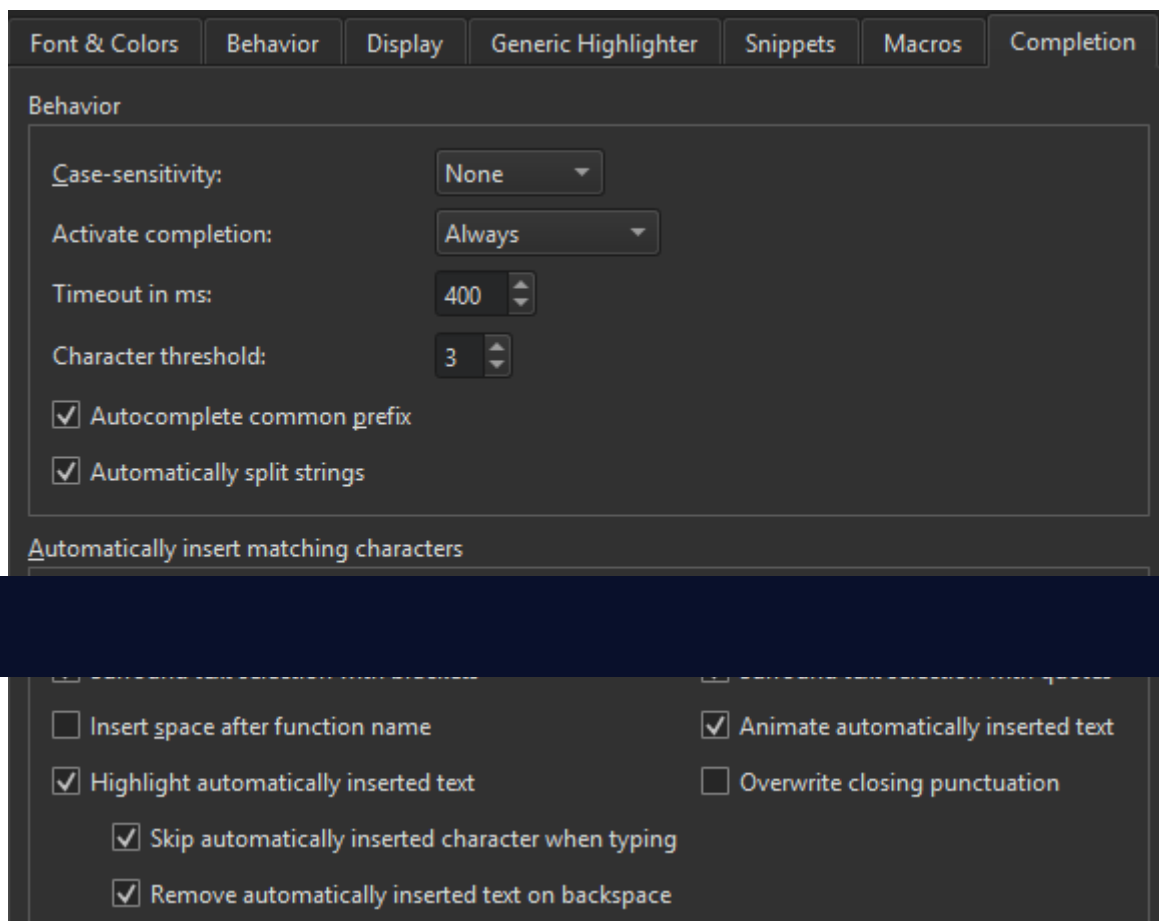 Font & Colors Behavior Display Generic Highlighter Snippets Macros Completion
Behavior
Case-sensitivity: None
Activate completion: Always
Timeout in ms: 400
Character threshold: 3
Autocomplete common prefix
Automatically split strings
Automatically insert matching characters
Insert space after function name Animate automatically inserted text
Highlight automatically inserted text Overwrite closing punctuation
Skip automatically inserted character when typing
Remove automatically inserted text on backspace